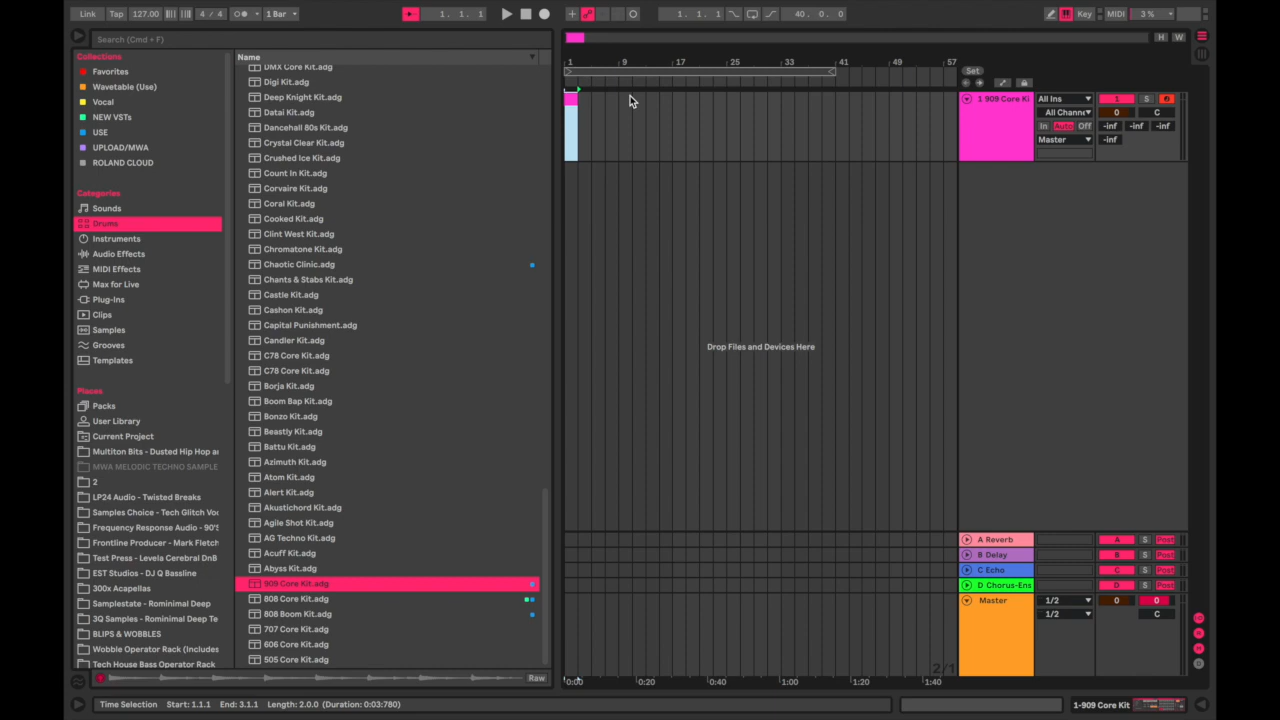 Link Tap 127.00 4 / 4 1 Bar 1. 1. 1 1. 1. 1 40. 0. 0 Key MIDI 3 %
Search (Cmd + F) H W
Collections
Favorites
Wavetable (Use)
Vocal
NEW VSTs
USE
UPLOAD/MWA
ROLAND CLOUD
Categories
Sounds
Drums
Instruments
Audio Effects
MIDI Effects
Max for Live
Plug-Ins
Clips
Samples
Grooves
Templates
Places
Packs
User Library
Current Project
Multiton Bits - Dusted Hip Hop ar
MWA MELODIC TECHNO SAMPLE
2
LP24 Audio - Twisted Breaks
Samples Choice - Tech Glitch Voc
Frequency Response Audio - 90'S
Frontline Producer - Mark Fletch
Test Press - Levela Cerebral DnB
EST Studios - DJ Q Bassline
300x Acapellas
Samplestate - Rominimal Deep
3Q Samples - Rominimal Deep Te
BLIPS & WOBBLES
Wobble Operator Rack (Includes
Tech House Bass Operator Rack
Name
DMX Core Kit.adg
Digi Kit.adg
Deep Knight Kit.adg
Datai Kit.adg
Dancehall 80s Kit.adg
Crystal Clear Kit.adg
Crushed Ice Kit.adg
Count In Kit.adg
Corvaire Kit.adg
Coral Kit.adg
Cooked Kit.adg
Clint West Kit.adg
Chromatone Kit.adg
Chaotic Clinic.adg
Chants & Stabs Kit.adg
Castle Kit.adg
Cashon Kit.adg
Capital Punishment.adg
Candler Kit.adg
C78 Core Kit.adg
C78 Core Kit.adg
Borja Kit.adg
Boom Bap Kit.adg
Bonzo Kit.adg
Beastly Kit.adg
Battu Kit.adg
Azimuth Kit.adg
Atom Kit.adg
Alert Kit.adg
Akustichord Kit.adg
Agile Shot Kit.adg
AG Techno Kit.adg
Acuff Kit.adg
Abyss Kit.adg
909 Core Kit.adg
808 Core Kit.adg
808 Boom Kit.adg
707 Core Kit.adg
606 Core Kit.adg
505 Core Kit.adg
Raw
1 9 17 25 33 41 49 57
Set
1 909 Core Ki All Ins 1 S
All Channe 0 C
In Auto Off -inf -inf -inf
Master -inf
Drop Files and Devices Here
A Reverb A S Post
B Delay B S Post
C Echo C S Post
D Chorus-Ens D S Post
Master 1/2 0 0
1/2 C
2/1
0:00 0:20 0:40 1:00 1:20 1:40
Time Selection Start: 1.1.1 End: 3.1.1 Length: 2.0.0 (Duration: 0:03:780) 1-909 Core Kit